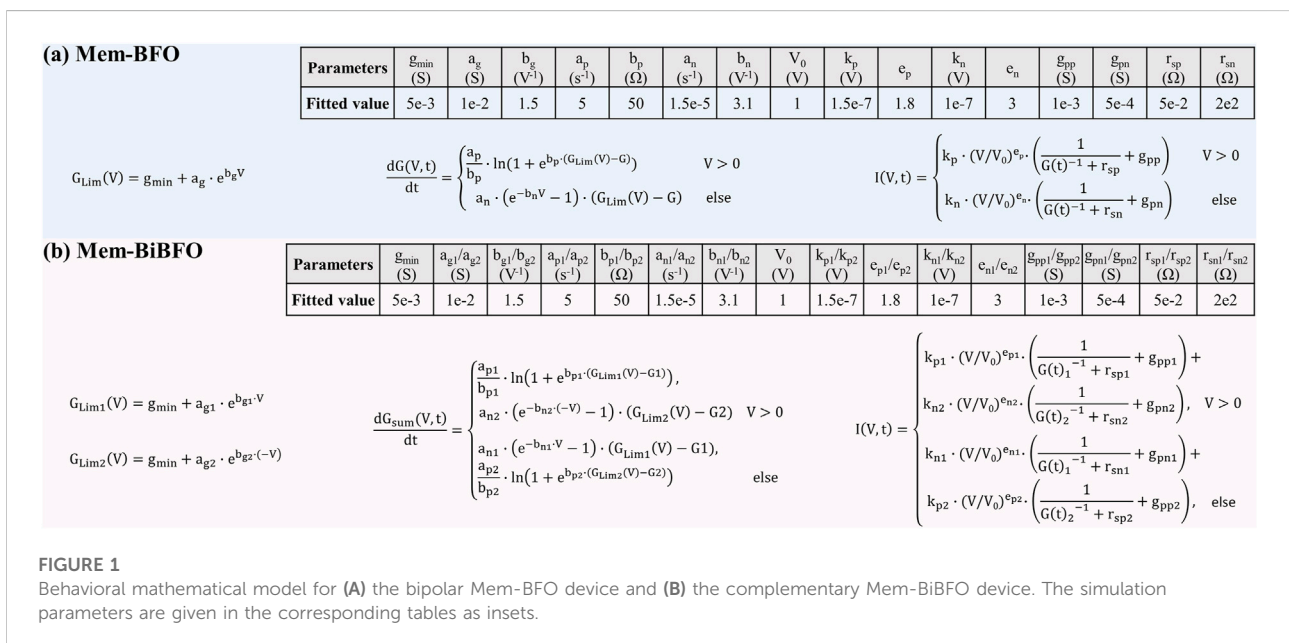 (a) Mem-BFO
Parameters g_min (S) a_g (S) b_g (V⁻¹) a_p (s⁻¹) b_p (Ω) a_n (s⁻¹) b_n (V⁻¹) V₀ (V) k_p (V) e_p k_n (V) e_n g_pp (S) g_pn (S) r_sp (Ω) r_sn (Ω)
Fitted value 5e-3 1e-2 1.5 5 50 1.5e-5 3.1 1 1.5e-7 1.8 1e-7 3 1e-3 5e-4 5e-2 2e2
G_Lim(V) = g_min + a_g · e^(b_g V)
dG(V,t)/dt = { a_p/b_p · ln(1 + e^(b_p·(G_Lim(V)-G))) V > 0
a_n · (e^(-b_n V) − 1) · (G_Lim(V) − G) else
I(V,t) = { k_p · (V/V₀)^(e_p) · (1/(G(t)⁻¹ + r_sp) + g_pp) V > 0
k_n · (V/V₀)^(e_n) · (1/(G(t)⁻¹ + r_sn) + g_pn) else
(b) Mem-BiBFO
Parameters g_min (S) a_g1/a_g2 (S) b_g1/b_g2 (V⁻¹) a_p1/a_p2 (s⁻¹) b_p1/b_p2 (Ω) a_n1/a_n2 (s⁻¹) b_n1/b_n2 (V⁻¹) V₀ (V) k_p1/k_p2 (V) e_p1/e_p2 k_n1/k_n2 (V) e_n1/e_n2 g_pp1/g_pp2 (S) g_pn1/g_pn2 (S) r_sp1/r_sp2 (Ω) r_sn1/r_sn2 (Ω)
Fitted value 5e-3 1e-2 1.5 5 50 1.5e-5 3.1 1 1.5e-7 1.8 1e-7 3 1e-3 5e-4 5e-2 2e2
G_Lim1(V) = g_min + a_g1 · e^(b_g1·V)
G_Lim2(V) = g_min + a_g2 · e^(b_g2·(-V))
dG_sum(V,t)/dt = { a_p1/b_p1 · ln(1 + e^(b_p1·(G_Lim1(V)-G1))),
a_n2 · (e^(-b_n2·(-V)) − 1) · (G_Lim2(V) − G2) V > 0
a_n1 · (e^(-b_n1·V) − 1) · (G_Lim1(V) − G1),
a_p2/b_p2 · ln(1 + e^(b_p2·(G_Lim2(V)-G2))) else
I(V,t) = { k_p1 · (V/V₀)^(e_p1) · (1/(G(t)₁⁻¹ + r_sp1) + g_pp1) +
k_n2 · (V/V₀)^(e_n2) · (1/(G(t)₂⁻¹ + r_sn2) + g_pn2), V > 0
k_n1 · (V/V₀)^(e_n1) · (1/(G(t)₁⁻¹ + r_sn1) + g_pn1) +
k_p2 · (V/V₀)^(e_p2) · (1/(G(t)₂⁻¹ + r_sp2) + g_pp2), else
FIGURE 1
Behavioral mathematical model for (A) the bipolar Mem-BFO device and (B) the complementary Mem-BiBFO device. The simulation
parameters are given in the corresponding tables as insets.